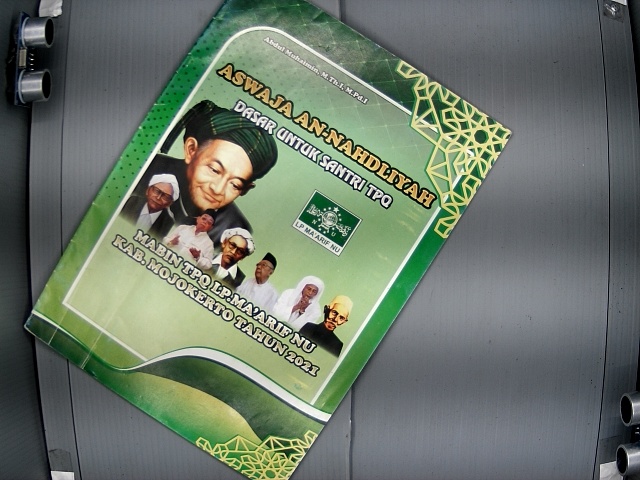 Abdul Muhaimin, M.Th.I, M.Pd.I
ASWAJA AN-NAHDLIYAH
DASAR UNTUK SANTRI TPQ
LP MA'ARIF NU
MABIN TPQ LP.MA'ARIF NU
KAB. MOJOKERTO TAHUN 2021